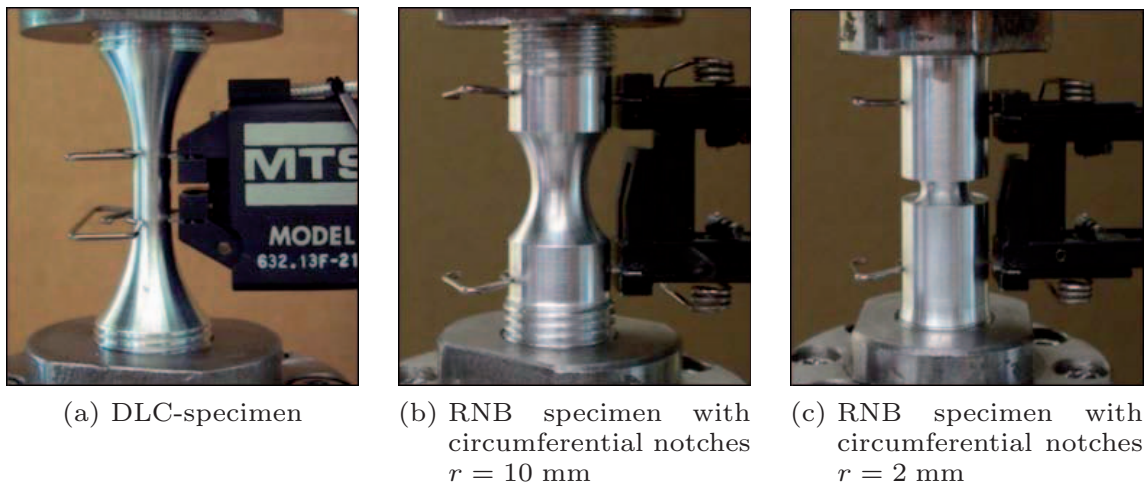 MTS
MODEL
632.13F-21
(a) DLC-specimen
(b) RNB specimen with
circumferential notches
r = 10 mm
(c) RNB specimen with
circumferential notches
r = 2 mm